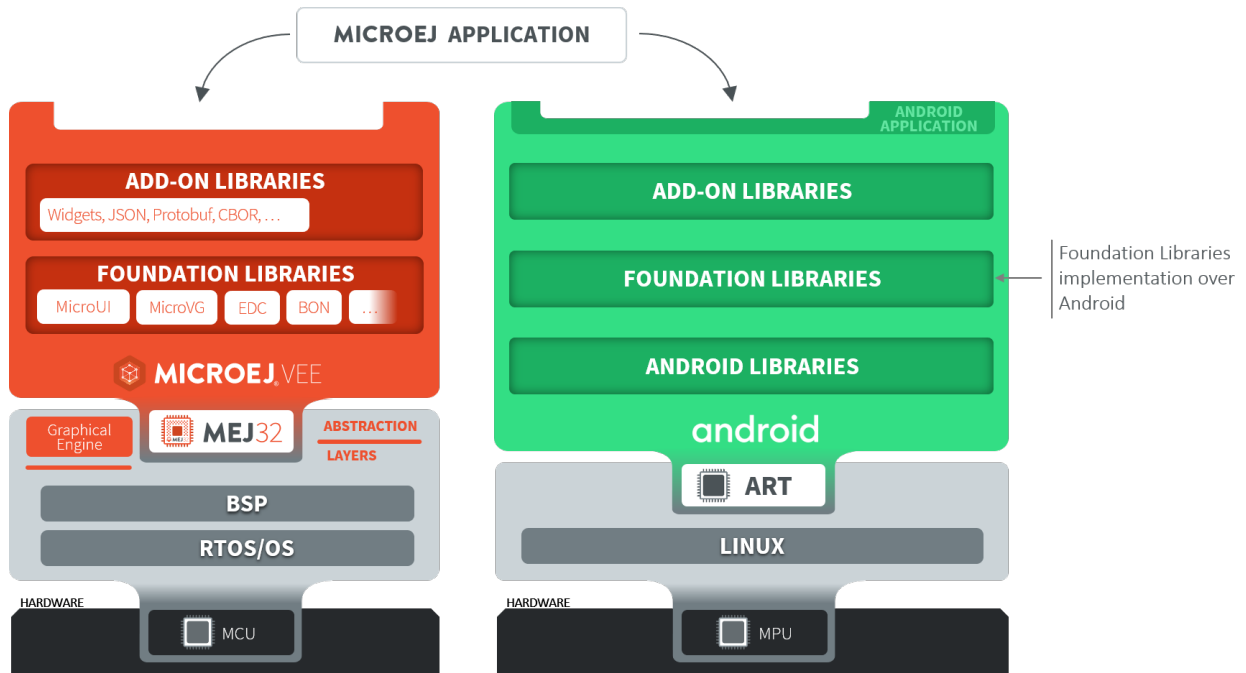 MICROEJ APPLICATION
ADD-ON LIBRARIES
Widgets, JSON, Protobuf, CBOR, ...
FOUNDATION LIBRARIES
MicroUI
MicroVG
EDC
BON
...
MICROEJ® VEE
Graphical
Engine
MEJ
MEJ32
ABSTRACTION
LAYERS
BSP
RTOS/OS
HARDWARE
MCU
ANDROID
APPLICATION
ADD-ON LIBRARIES
FOUNDATION LIBRARIES
ANDROID LIBRARIES
android
ART
LINUX
HARDWARE
MPU
Foundation Libraries
implementation over
Android